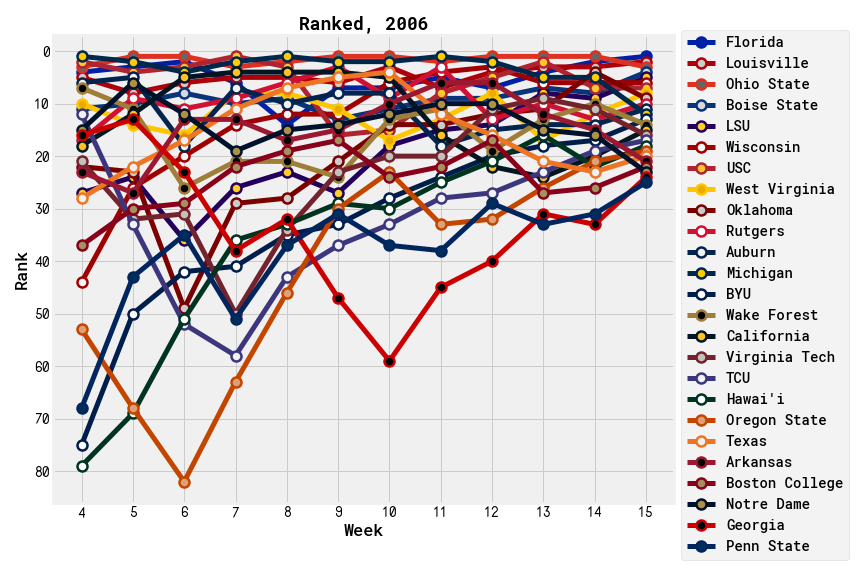 Ranked, 2006
0
10
20
30
40
50
60
70
80
Rank
4 5 6 7 8 9 10 11 12 13 14 15
Week
Florida
Louisville
Ohio State
Boise State
LSU
Wisconsin
USC
West Virginia
Oklahoma
Rutgers
Auburn
Michigan
BYU
Wake Forest
California
Virginia Tech
TCU
Hawai'i
Oregon State
Texas
Arkansas
Boston College
Notre Dame
Georgia
Penn State